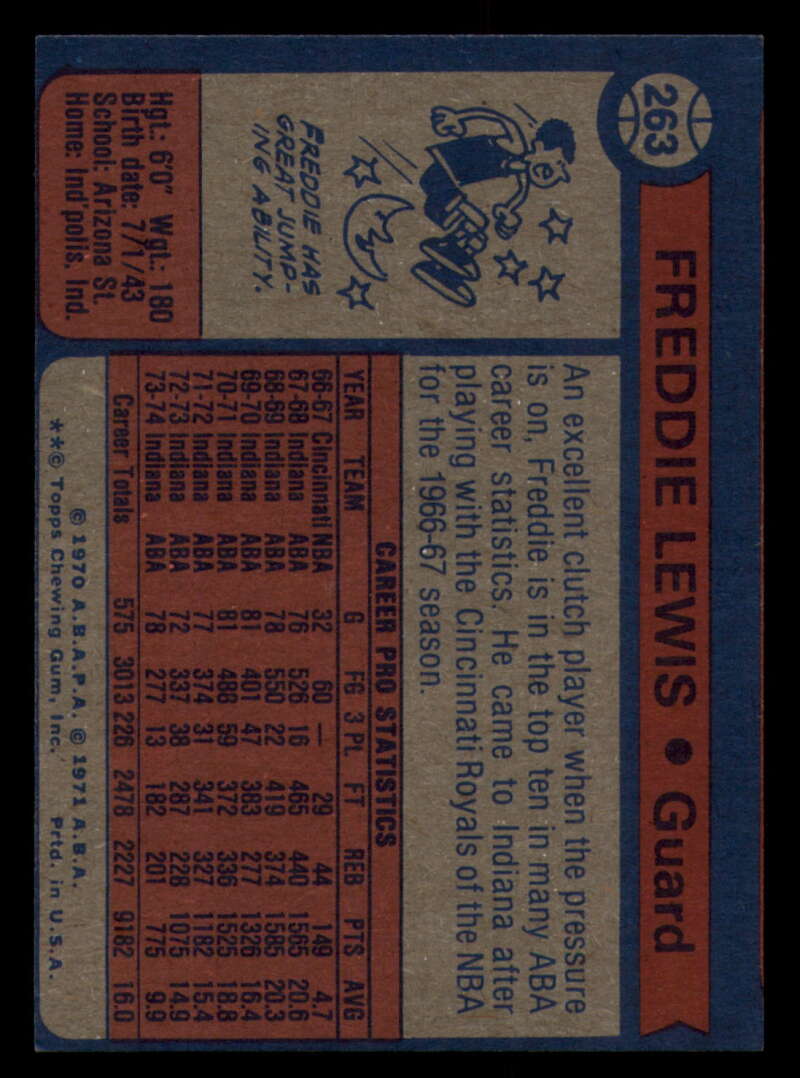 263
FREDDIE LEWIS • Guard
FREDDIE HAS
GREAT JUMP-
ING ABILITY.
Hgt.: 6'0" Wgt.: 180
Birth date: 7/1/43
School: Arizona St.
Home: Ind'polis. Ind.
An excellent clutch player when the pressure
is on, Freddie is in the top ten in many ABA
career statistics. He came to Indiana after
playing with the Cincinnati Royals of the NBA
for the 1966-67 season.
CAREER PRO STATISTICS
YEAR TEAM G FG 3 PL FT REB PTS AVG
66-67 Cincinnati NBA 32 60 — 29 44 149 4.7
67-68 Indiana ABA 76 526 16 465 440 1565 20.6
68-69 Indiana ABA 78 550 22 419 374 1585 20.3
69-70 Indiana ABA 81 401 47 383 277 1326 16.4
70-71 Indiana ABA 81 486 59 372 336 1525 18.8
71-72 Indiana ABA 77 374 31 341 327 1182 15.4
72-73 Indiana ABA 72 337 38 287 228 1075 14.9
73-74 Indiana ABA 78 277 13 182 201 775 9.9
Career Totals 575 3013 226 2478 2227 9182 16.0
© 1970 A.B.A.P.A. © 1971 A.B.A.
**© Topps Chewing Gum, Inc. Prtd. in U.S.A.